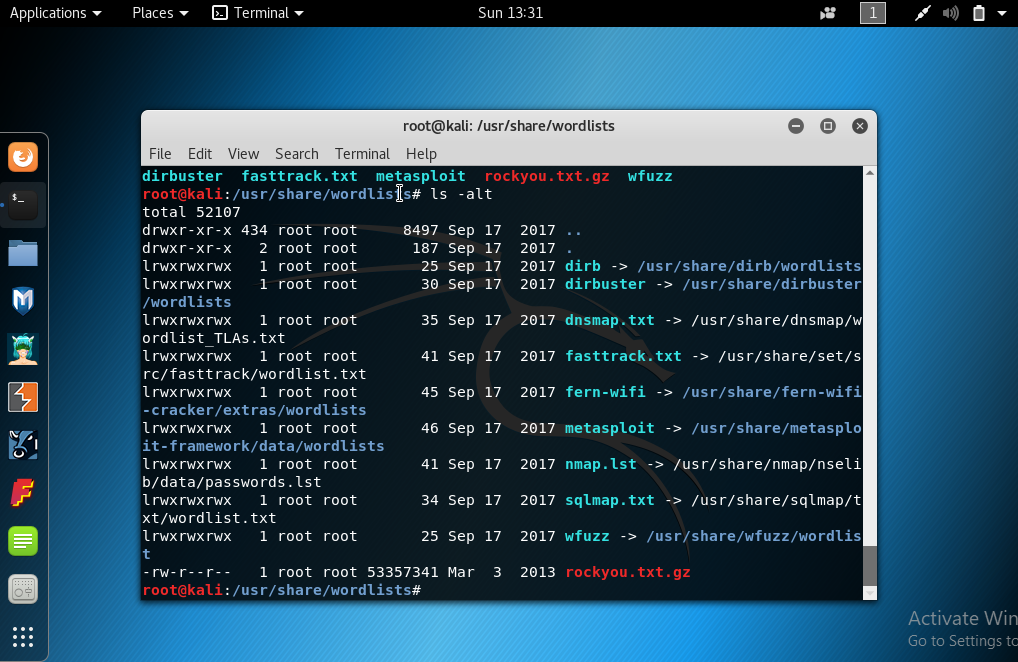 Applications Places Terminal Sun 13:31 1
root@kali: /usr/share/wordlists
File Edit View Search Terminal Help
dirbuster fasttrack.txt metasploit rockyou.txt.gz wfuzz
root@kali:/usr/share/wordlists# ls -alt
total 52107
drwxr-xr-x 434 root root 8497 Sep 17 2017 ..
drwxr-xr-x 2 root root 187 Sep 17 2017 .
lrwxrwxrwx 1 root root 25 Sep 17 2017 dirb -> /usr/share/dirb/wordlists
lrwxrwxrwx 1 root root 30 Sep 17 2017 dirbuster -> /usr/share/dirbuster
/wordlists
lrwxrwxrwx 1 root root 35 Sep 17 2017 dnsmap.txt -> /usr/share/dnsmap/w
ordlist_TLAs.txt
lrwxrwxrwx 1 root root 41 Sep 17 2017 fasttrack.txt -> /usr/share/set/s
rc/fasttrack/wordlist.txt
lrwxrwxrwx 1 root root 45 Sep 17 2017 fern-wifi -> /usr/share/fern-wifi
-cracker/extras/wordlists
lrwxrwxrwx 1 root root 46 Sep 17 2017 metasploit -> /usr/share/metasplo
it-framework/data/wordlists
lrwxrwxrwx 1 root root 41 Sep 17 2017 nmap.lst -> /usr/share/nmap/nseli
b/data/passwords.lst
lrwxrwxrwx 1 root root 34 Sep 17 2017 sqlmap.txt -> /usr/share/sqlmap/t
xt/wordlist.txt
lrwxrwxrwx 1 root root 25 Sep 17 2017 wfuzz -> /usr/share/wfuzz/wordlis
t
-rw-r--r-- 1 root root 53357341 Mar 3 2013 rockyou.txt.gz
root@kali:/usr/share/wordlists#
Activate Win
Go to Settings to